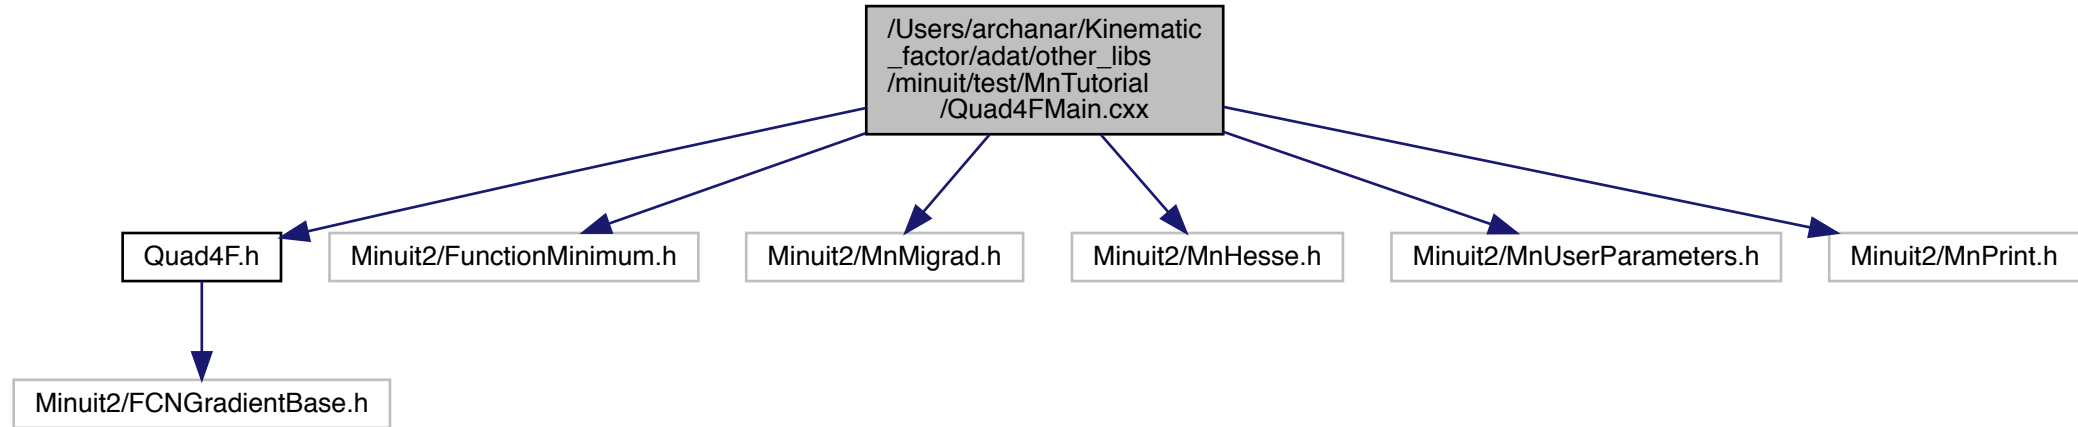 /Users/archanar/Kinematic
_factor/adat/other_libs
/minuit/test/MnTutorial
/Quad4FMain.cxx
Quad4F.h
Minuit2/FunctionMinimum.h
Minuit2/MnMigrad.h
Minuit2/MnHesse.h
Minuit2/MnUserParameters.h
Minuit2/MnPrint.h
Minuit2/FCNGradientBase.h